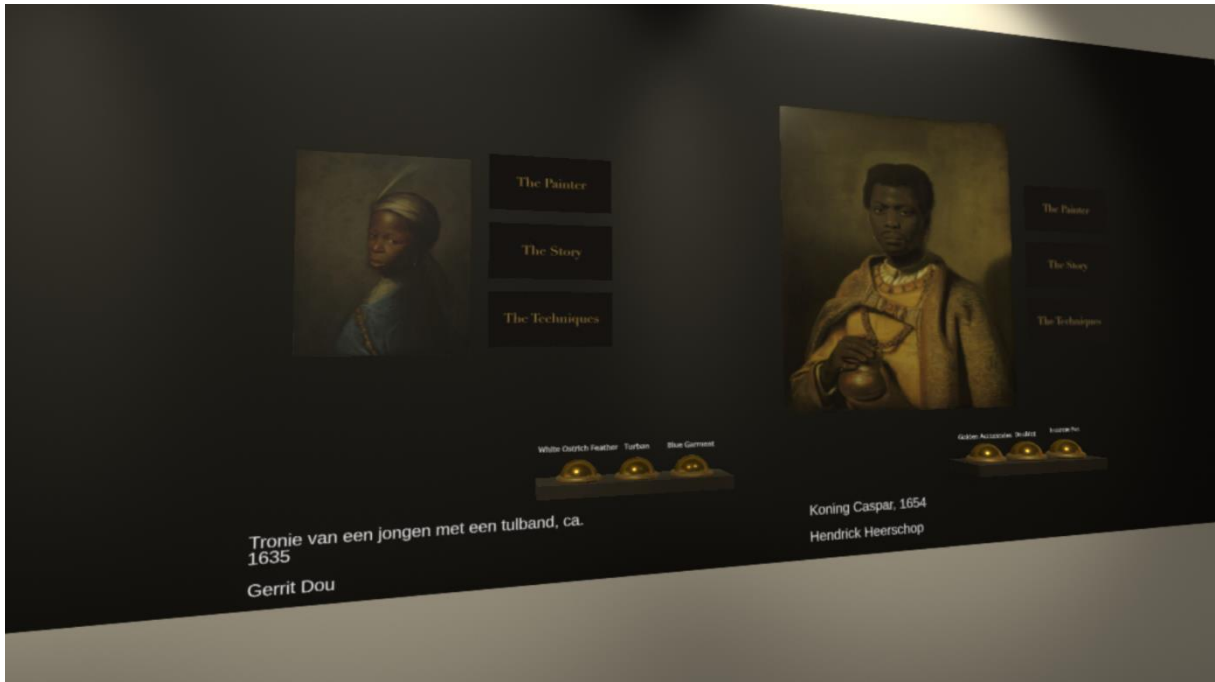 The Painter
The Story
The Techniques
White Ostrich Feather Turban Blue Garment
Tronie van een jongen met een tulband, ca.
1635
Gerrit Dou
The Painter
The Story
The Techniques
Golden Accessories
Koning Caspar, 1654
Hendrick Heerschop